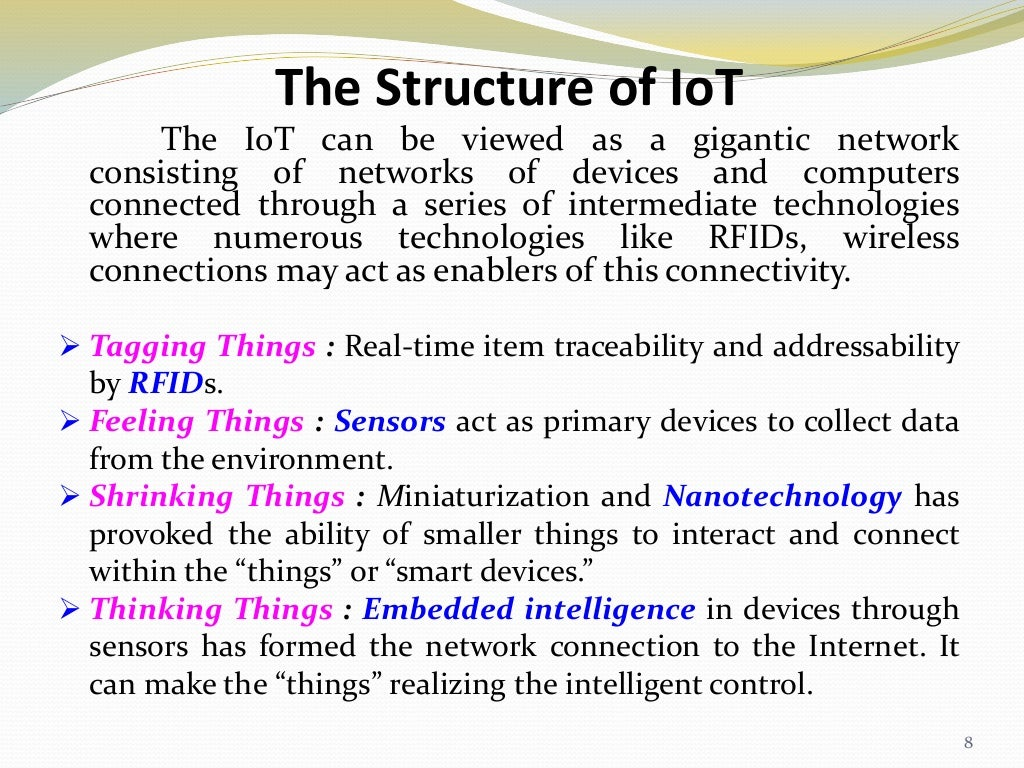 The Structure of IoT
The IoT can be viewed as a gigantic network
consisting of networks of devices and computers
connected through a series of intermediate technologies
where numerous technologies like RFIDs, wireless
connections may act as enablers of this connectivity.
➢ Tagging Things : Real-time item traceability and addressability
by RFIDs.
➢ Feeling Things : Sensors act as primary devices to collect data
from the environment.
➢ Shrinking Things : Miniaturization and Nanotechnology has
provoked the ability of smaller things to interact and connect
within the “things” or “smart devices.”
➢ Thinking Things : Embedded intelligence in devices through
sensors has formed the network connection to the Internet. It
can make the “things” realizing the intelligent control.
8